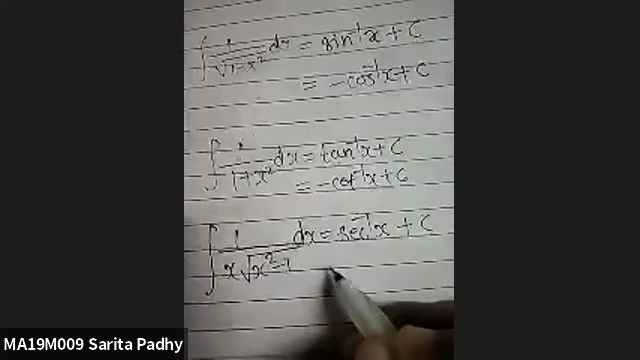 ∫ 1/√1-x² dx = sin⁻¹x + C
= -cos⁻¹x + C
∫ 1/1+x² dx = tan⁻¹x + C
= -cot⁻¹x + C
∫ 1/x√x²-1 dx = sec⁻¹x + C
MA19M009 Sarita Padhy